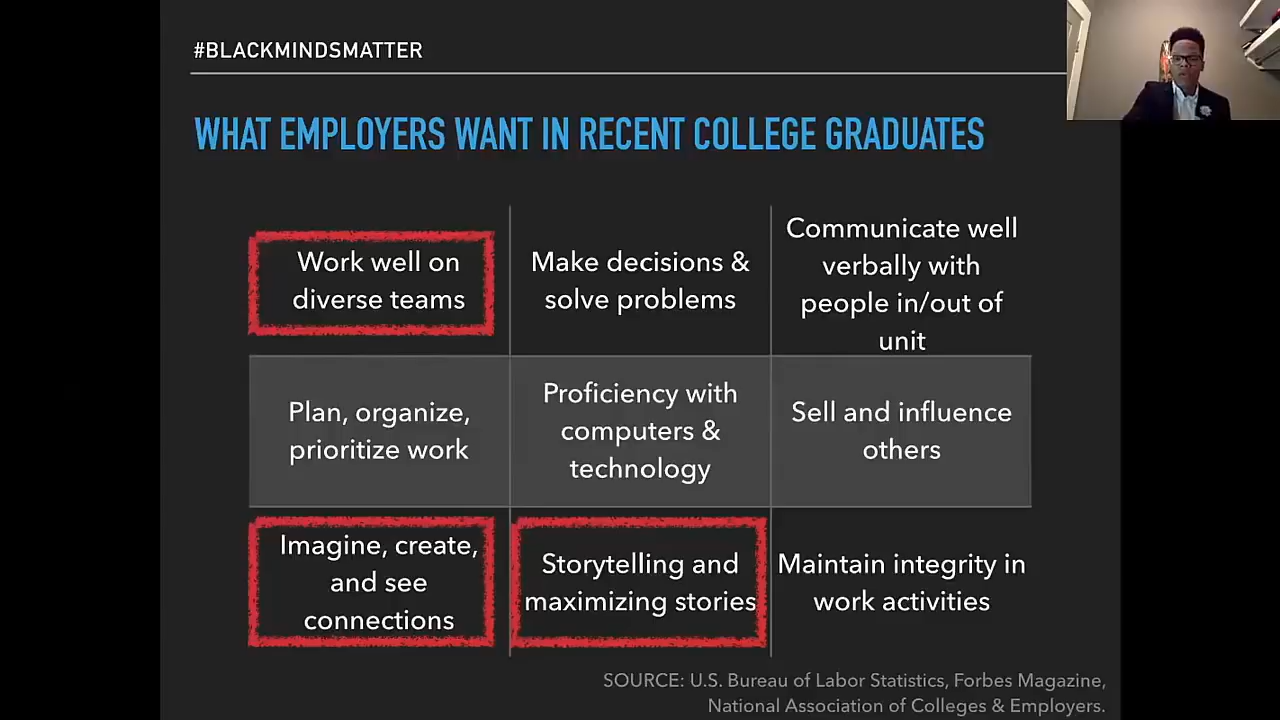 #BLACKMINDSMATTER
WHAT EMPLOYERS WANT IN RECENT COLLEGE GRADUATES
Work well on
diverse teams
Make decisions &
solve problems
Communicate well
verbally with
people in/out of
unit
Plan, organize,
prioritize work
Proficiency with
computers &
technology
Sell and influence
others
Imagine, create,
and see
connections
Storytelling and
maximizing stories
Maintain integrity in
work activities
SOURCE: U.S. Bureau of Labor Statistics, Forbes Magazine,
National Association of Colleges & Employers.